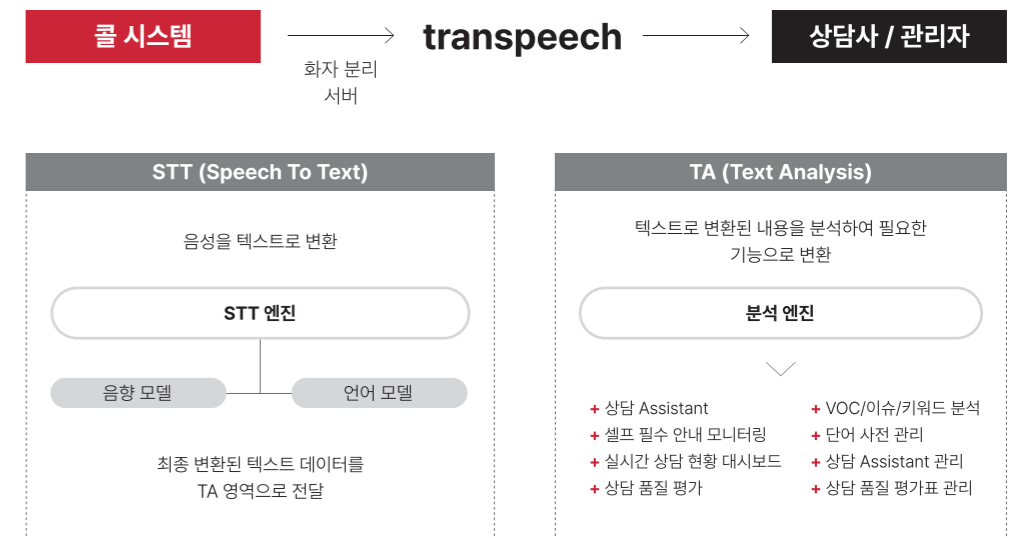 콜 시스템
화자 분리
서버
transpeech
상담사 / 관리자
STT (Speech To Text)
음성을 텍스트로 변환
STT 엔진
음향 모델
언어 모델
최종 변환된 텍스트 데이터를
TA 영역으로 전달
TA (Text Analysis)
텍스트로 변환된 내용을 분석하여 필요한
기능으로 변환
분석 엔진
+ 상담 Assistant
+ 셀프 필수 안내 모니터링
+ 실시간 상담 현황 대시보드
+ 상담 품질 평가
+ VOC/이슈/키워드 분석
+ 단어 사전 관리
+ 상담 Assistant 관리
+ 상담 품질 평가표 관리